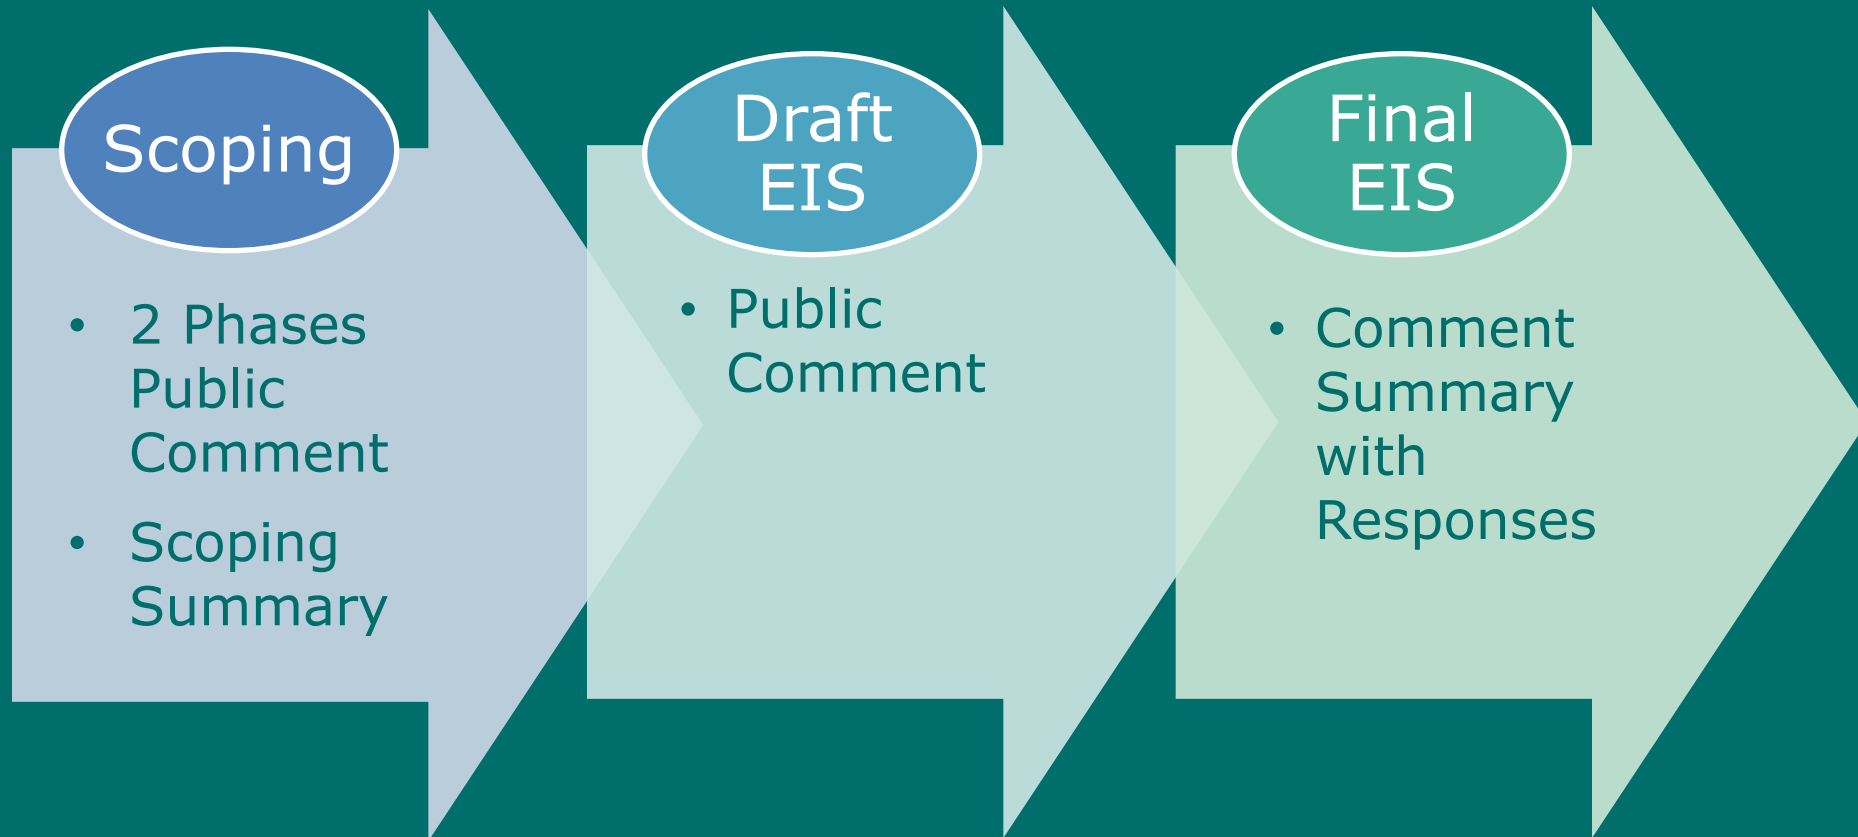 Scoping
• 2 Phases
Public
Comment
• Scoping
Summary
Draft
EIS
• Public
Comment
Final
EIS
• Comment
Summary
with
Responses